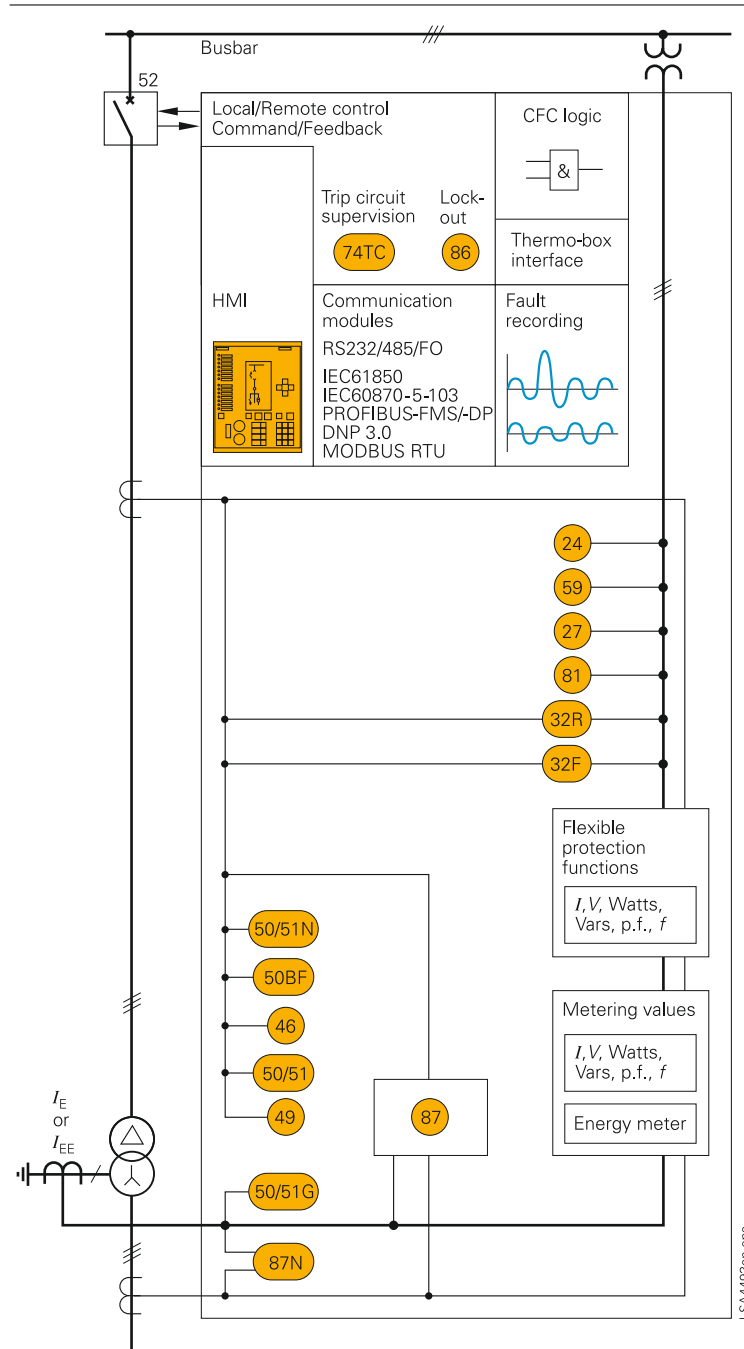 Busbar
52
Local/Remote control
Command/Feedback
CFC logic
&
Trip circuit
supervision
74TC
Lock-
out
86
Thermo-box
interface
HMI
Communication
modules
RS232/485/FO
IEC61850
IEC60870-5-103
PROFIBUS-FMS/-DP
DNP 3.0
MODBUS RTU
Fault
recording
24
59
27
81
32R
32F
Flexible
protection
functions
I,V, Watts,
Vars, p.f., f
50/51N
50BF
46
50/51
49
87
Metering values
I,V, Watts,
Vars, p.f., f
Energy meter
IE
or
IEE
50/51G
87N